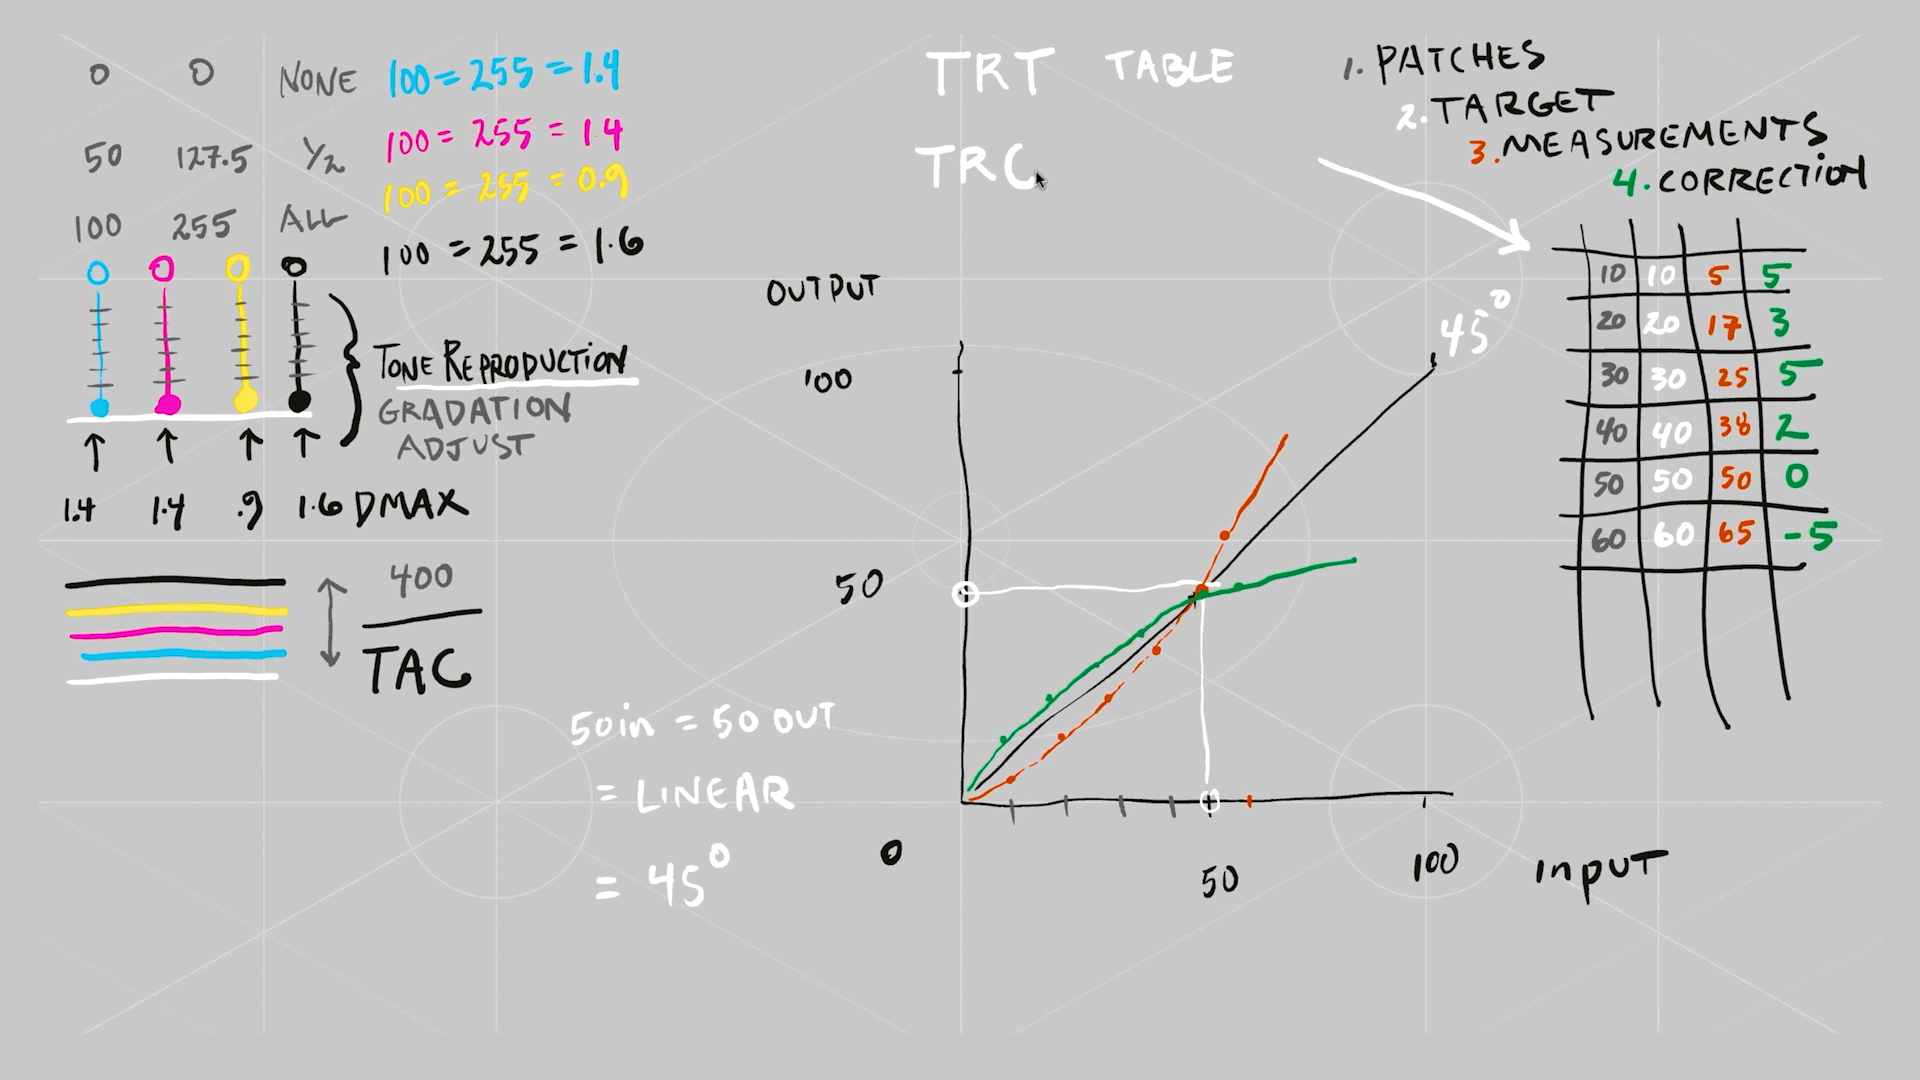 0 0 NONE
50 127.5 1/2
100 255 ALL
100 = 255 = 1.4
100 = 255 = 1.4
100 = 255 = 0.9
100 = 255 = 1.6
TONE REPRODUCTION
GRADATION
ADJUST
1.4 1.4 .9 1.6 DMAX
400
TAC
TRT TABLE
TRC
1. PATCHES
2. TARGET
3. MEASUREMENTS
4. CORRECTION
10 10 5 5
20 20 17 3
30 30 25 5
40 40 38 2
50 50 50 0
60 60 65 -5
OUTPUT
45°
100
50
0
50
100
INPUT
50in = 50 OUT
= LINEAR
= 45°